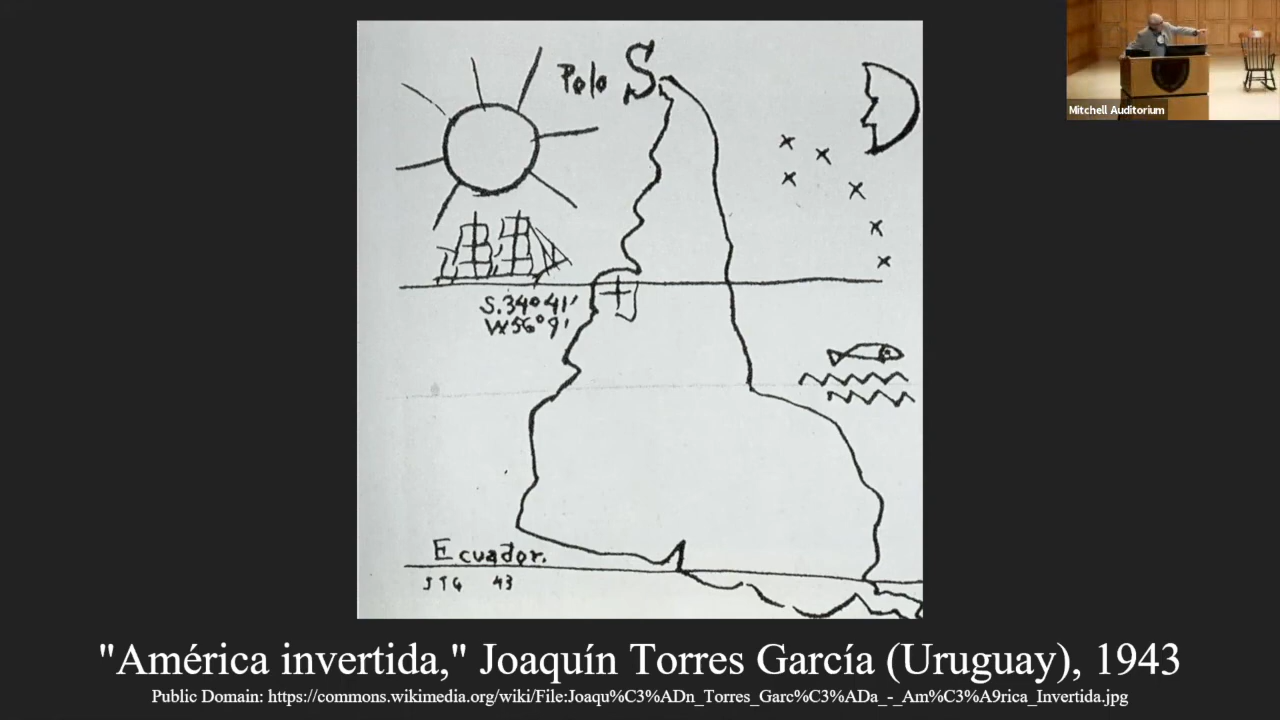 Polo S.
S. 34° 41'
W 56° 9'
Ecuador.
JTG 43
Mitchell Auditorium
"América invertida," Joaquín Torres García (Uruguay), 1943
Public Domain: https://commons.wikimedia.org/wiki/File:Joaqu%C3%ADn_Torres_Garc%C3%ADa_-_Am%C3%A9rica_Invertida.jpg